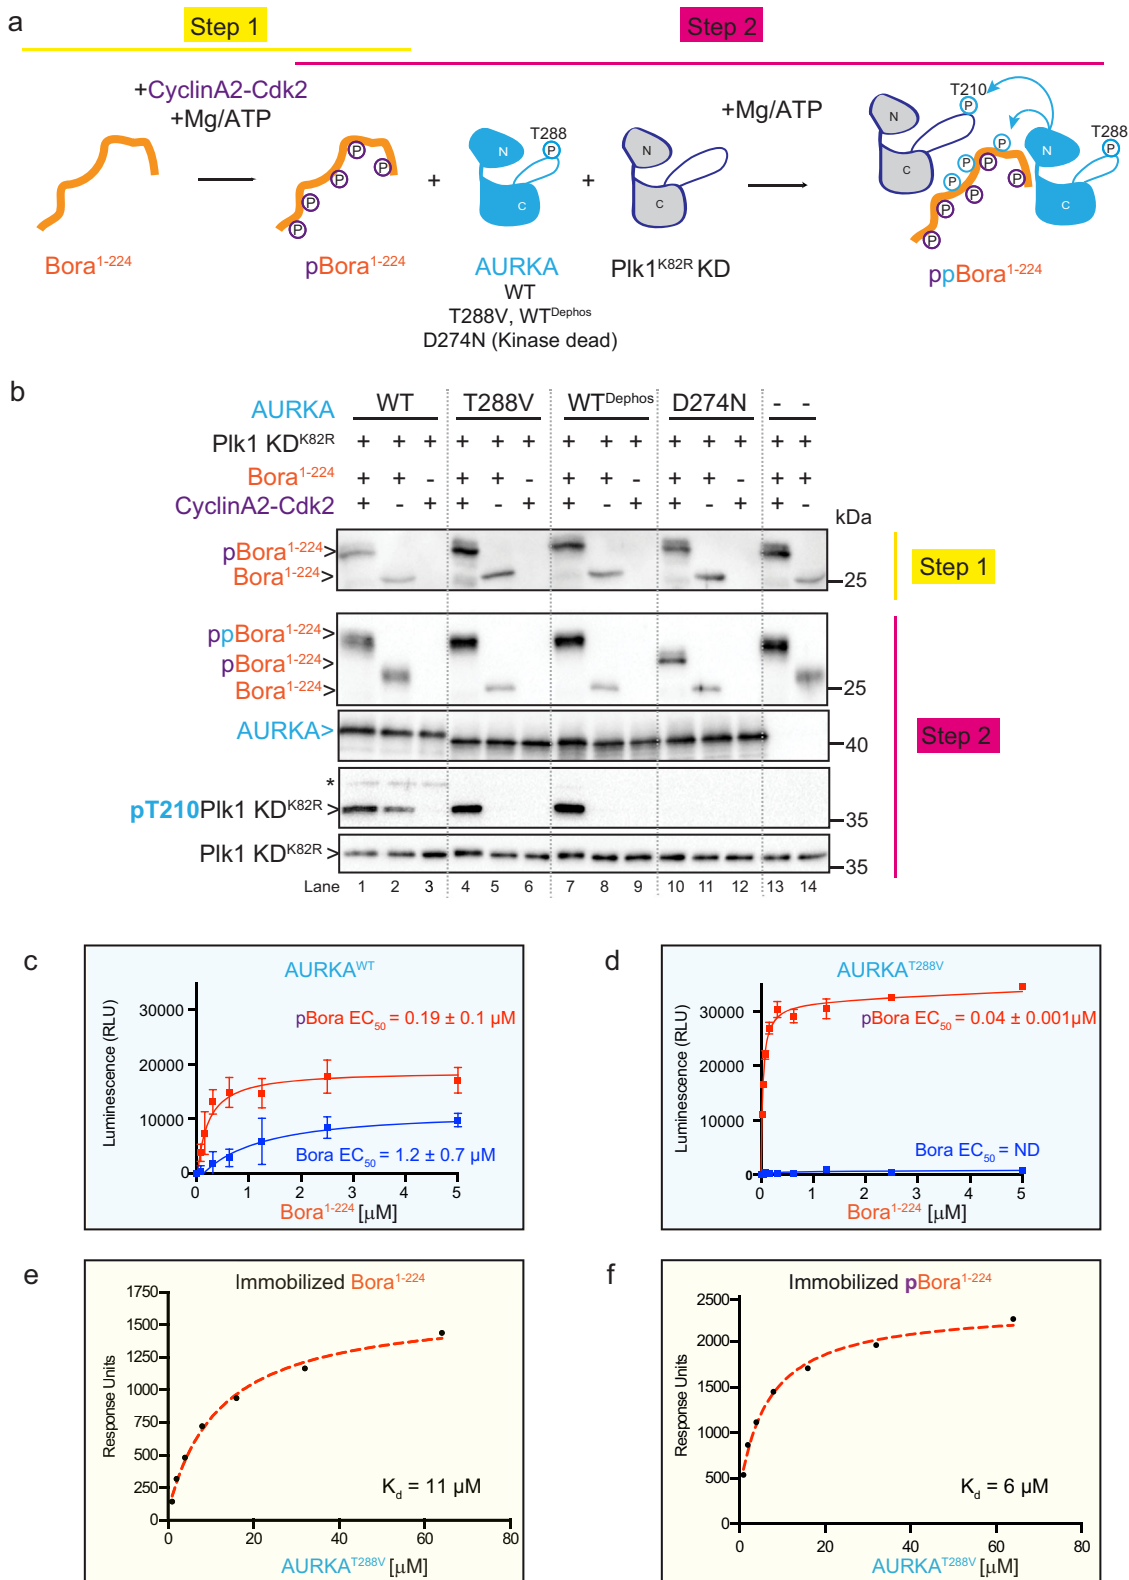 a
Step 1
Step 2
+CyclinA2-Cdk2
+Mg/ATP
+Mg/ATP
T210
T288
T288
P P P P P
N
C
N
C
N
C
N
C
P
P
P
P P P
P P P P P
+
+
Bora1-224
pBora1-224
AURKA
WT
T288V, WTDephos
D274N (Kinase dead)
Plk1K82R KD
ppBora1-224
b
AURKA WT T288V WTDephos D274N - -
Plk1 KDK82R + + + + + + + + + + + + + +
Bora1-224 + + - + + - + + - + + - + +
CyclinA2-Cdk2 + - + + - + + - + + - + + -
kDa
pBora1-224>
Bora1-224>
25
Step 1
ppBora1-224>
pBora1-224>
Bora1-224>
25
AURKA>
40
Step 2
*
pT210Plk1 KDK82R >
35
Plk1 KDK82R >
35
Lane 1 2 3 4 5 6 7 8 9 10 11 12 13 14
c
AURKAWT
Luminescence (RLU)
30000
20000
10000
0
pBora EC50 = 0.19 ± 0.1 µM
Bora EC50 = 1.2 ± 0.7 µM
0 1 2 3 4 5
Bora1-224 [µM]
d
AURKAT288V
Luminescence (RLU)
30000
20000
10000
0
pBora EC50 = 0.04 ± 0.001µM
Bora EC50 = ND
0 1 2 3 4 5
Bora1-224 [µM]
e
Immobilized Bora1-224
Response Units
1750
1500
1250
1000
750
500
250
0
Kd = 11 µM
0 20 40 60 80
AURKAT288V [µM]
f
Immobilized pBora1-224
Response Units
2500
2000
1500
1000
500
0
Kd = 6 µM
0 20 40 60 80
AURKAT288V [µM]